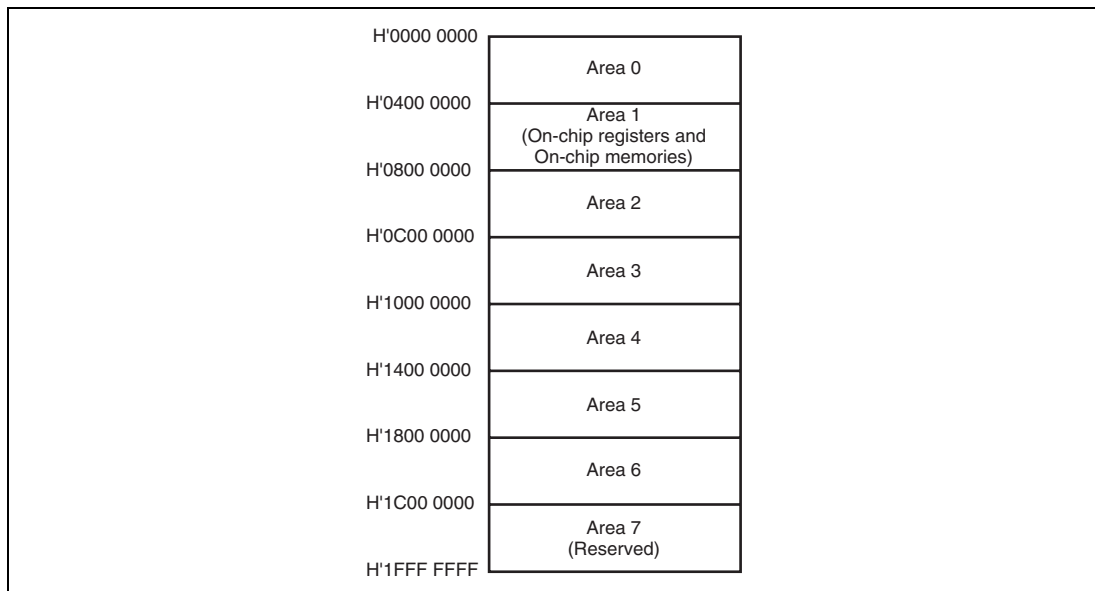 H'0000 0000
Area 0
H'0400 0000
Area 1
(On-chip registers and
On-chip memories)
H'0800 0000
Area 2
H'0C00 0000
Area 3
H'1000 0000
Area 4
H'1400 0000
Area 5
H'1800 0000
Area 6
H'1C00 0000
Area 7
(Reserved)
H'1FFF FFFF